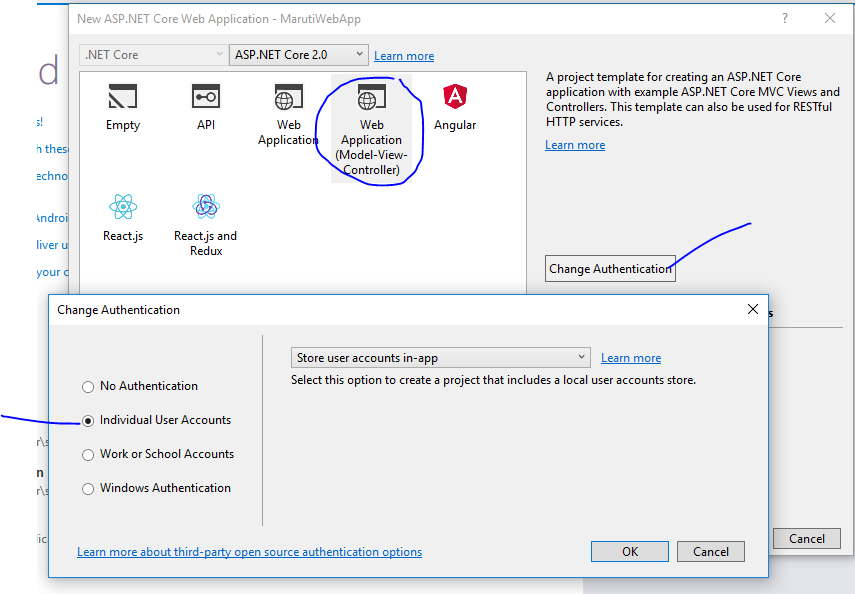 New ASP.NET Core Web Application - MarutiWebApp
?
.NET Core
ASP.NET Core 2.0
Learn more
Empty
API
Web
Application
Web
Application
(Model-View-
Controller)
Angular
React.js
React.js and
Redux
A project template for creating an ASP.NET Core
application with example ASP.NET Core MVC Views and
Controllers. This template can also be used for RESTful
HTTP services.
Learn more
Change Authentication
Cancel
Change Authentication
No Authentication
Individual User Accounts
Work or School Accounts
Windows Authentication
Store user accounts in-app
Learn more
Select this option to create a project that includes a local user accounts store.
Learn more about third-party open source authentication options
OK
Cancel